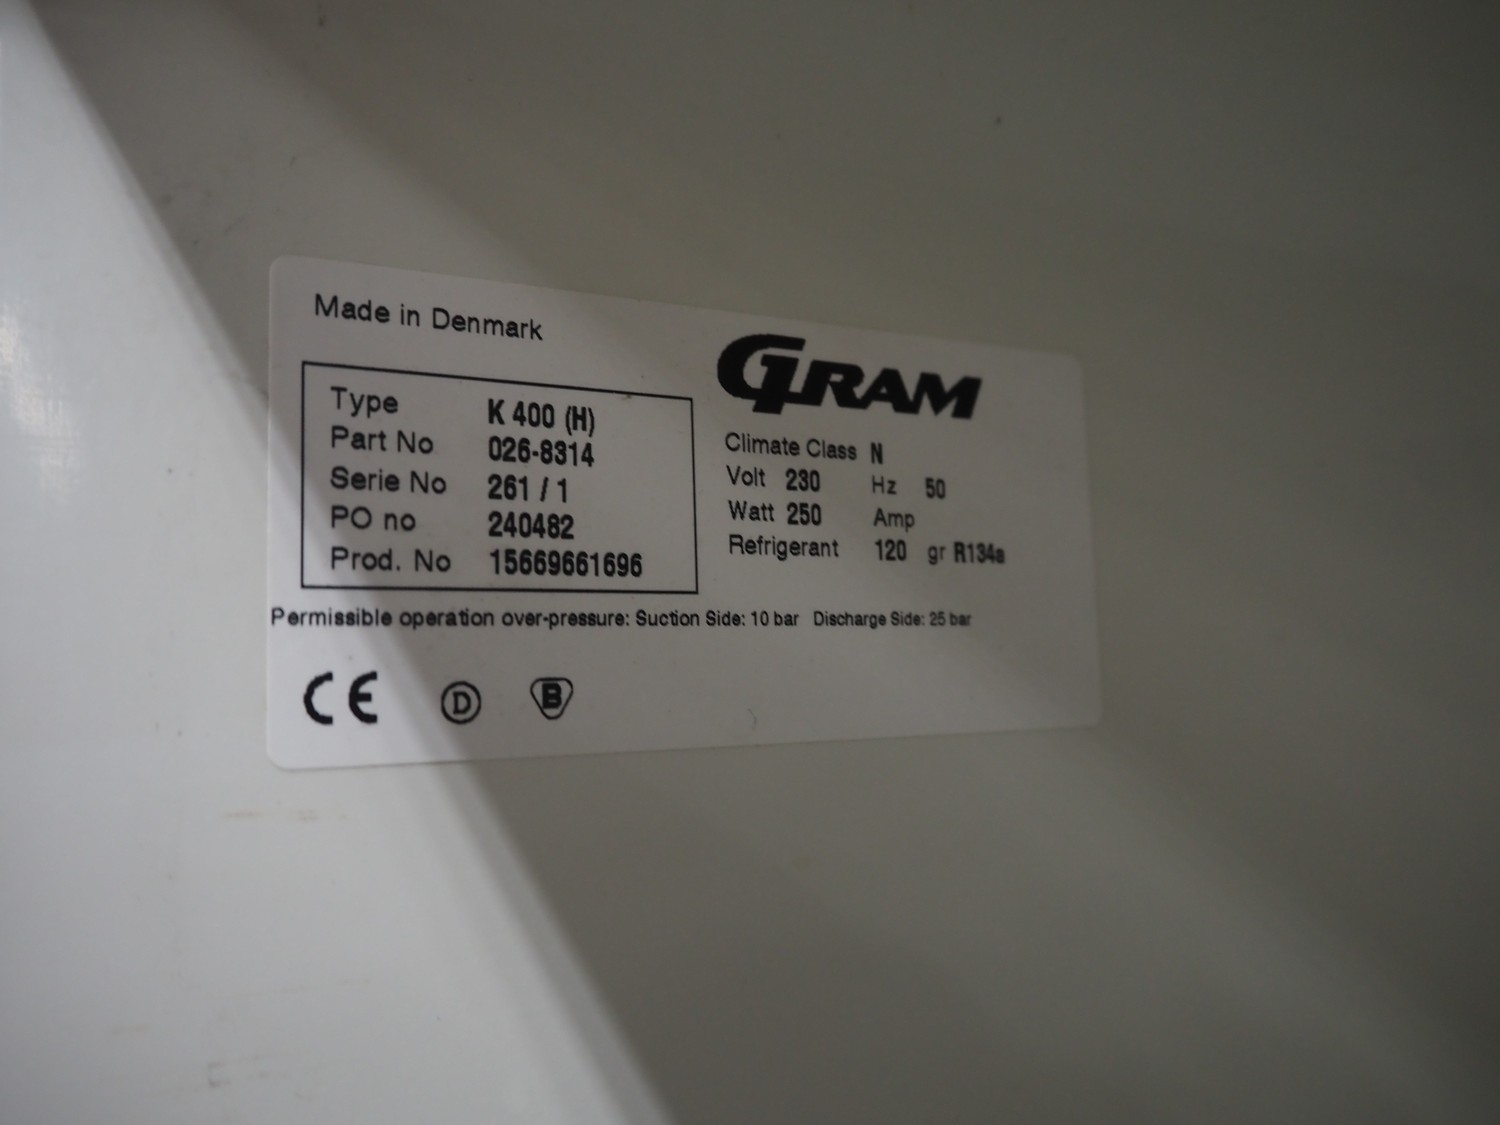 Made in Denmark
GRAM
Type K 400 (H)
Part No 026-8314
Serie No 261 / 1
PO no 240482
Prod. No 15669661696
Climate Class N
Volt 230 Hz 50
Watt 250 Amp
Refrigerant 120 gr R134a
Permissible operation over-pressure: Suction Side: 10 bar Discharge Side: 25 bar
CE D B